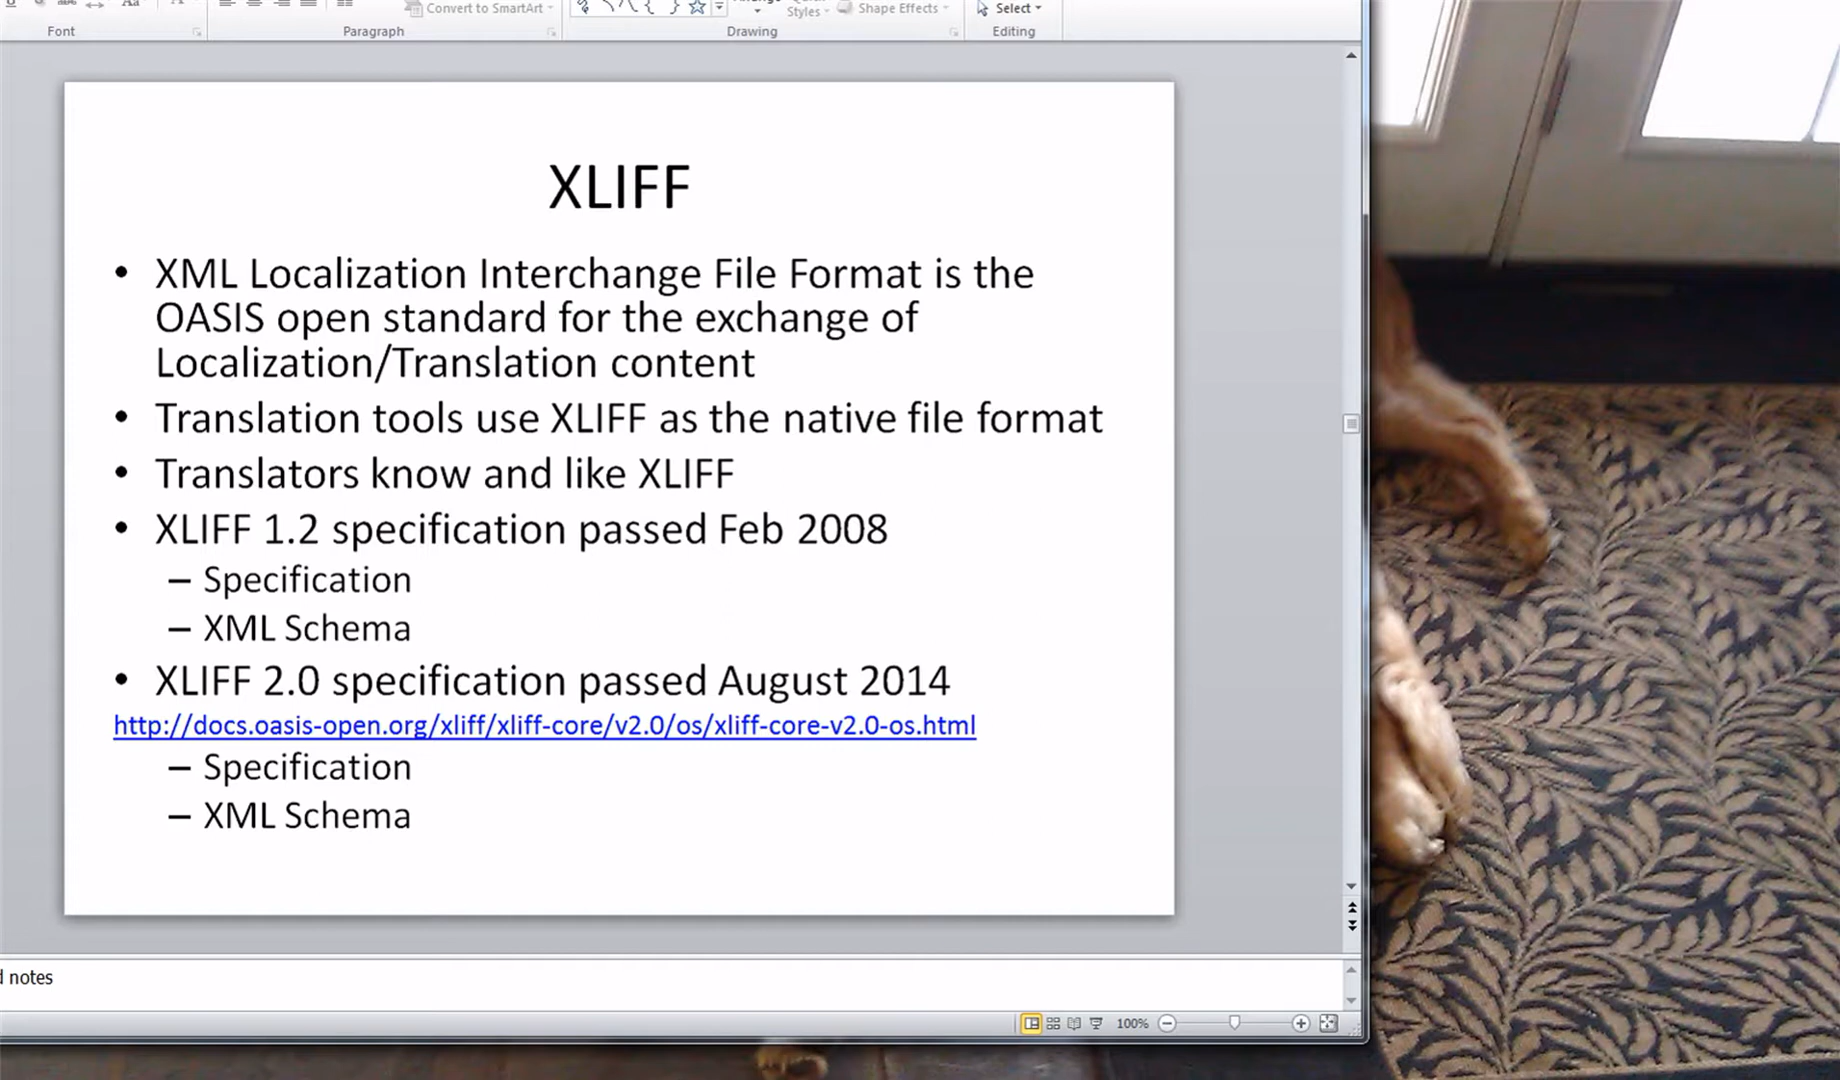 Convert to SmartArt
Styles
Shape Effects
Select
Font
Paragraph
Drawing
Editing
XLIFF
• XML Localization Interchange File Format is the
OASIS open standard for the exchange of
Localization/Translation content
• Translation tools use XLIFF as the native file format
• Translators know and like XLIFF
• XLIFF 1.2 specification passed Feb 2008
– Specification
– XML Schema
• XLIFF 2.0 specification passed August 2014
http://docs.oasis-open.org/xliff/xliff-core/v2.0/os/xliff-core-v2.0-os.html
– Specification
– XML Schema
notes
100%